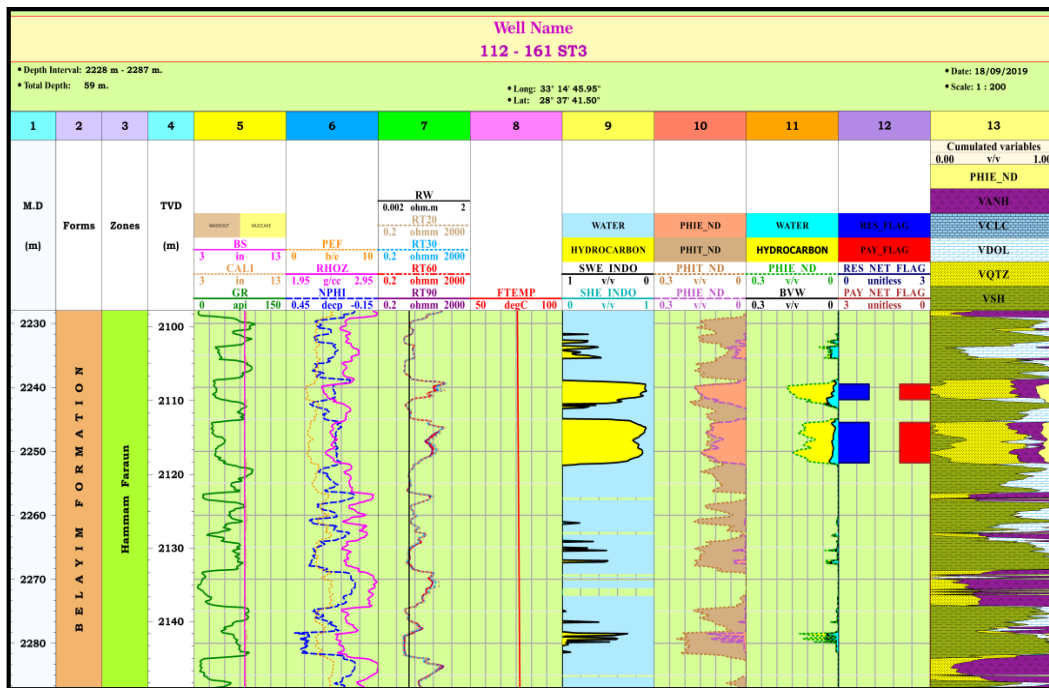 Well Name
112 - 161 ST3
• Depth Interval: 2228 m - 2287 m.
• Total Depth: 59 m.
• Long: 33° 14' 45.95"
• Lat: 28° 37' 41.50"
• Date: 18/09/2019
• Scale: 1 : 200
1 2 3 4 5 6 7 8 9 10 11 12 13
M.D
(m)
Forms
Zones
TVD
(m)
WASHOUT MUDCAKE
BS
3 in 13
CALI
3 in 13
GR
0 api 150
PEF
0 b/e 10
RHOZ
1.95 g/cc 2.95
NPHI
0.45 decp -0.15
RW
0.002 ohm.m 2
RT20
0.2 ohmm 2000
RT30
0.2 ohmm 2000
RT60
0.2 ohmm 2000
RT90
0.2 ohmm 2000
FTEMP
50 degC 100
WATER
HYDROCARBON
SWE_INDO
1 v/v 0
SHE_INDO
0 v/v 1
PHIE_ND
PHIT_ND
PHIT_ND
0.3 v/v 0
PHIE_ND
0.3 v/v 0
WATER
HYDROCARBON
PHIE_ND
0.3 v/v 0
BVW
0.3 v/v 0
RES_FLAG
PAY_FLAG
RES_NET_FLAG
0 unitless 3
PAY_NET_FLAG
3 unitless 0
Cumulated variables
0.00 v/v 1.00
PHIE_ND
VANH
VCLC
VDOL
VQTZ
VSH
2230
2240
2250
2260
2270
2280
BELAYIM FORMATION
Hammam Faraun
2100
2110
2120
2130
2140